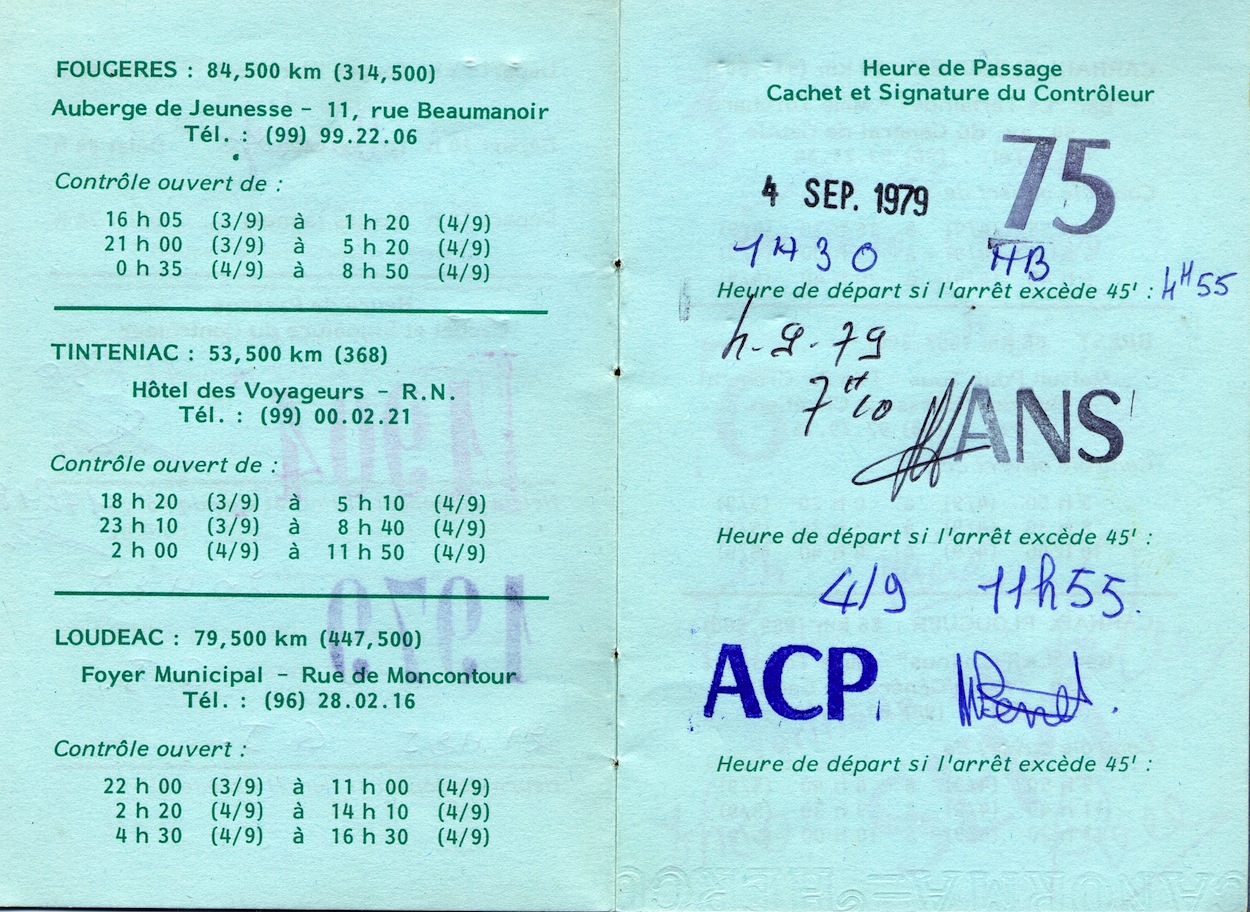 FOUGERES : 84,500 km (314,500)
Auberge de Jeunesse - 11, rue Beaumanoir
Tél. : (99) 99.22.06
Contrôle ouvert de :
16 h 05 (3/9) à 1 h 20 (4/9)
21 h 00 (3/9) à 5 h 20 (4/9)
0 h 35 (4/9) à 8 h 50 (4/9)
TINTENIAC : 53,500 km (368)
Hôtel des Voyageurs - R.N.
Tél. : (99) 00.02.21
Contrôle ouvert de :
18 h 20 (3/9) à 5 h 10 (4/9)
23 h 10 (3/9) à 8 h 40 (4/9)
2 h 00 (4/9) à 11 h 50 (4/9)
LOUDEAC : 79,500 km (447,500)
Foyer Municipal - Rue de Moncontour
Tél. : (96) 28.02.16
Contrôle ouvert :
22 h 00 (3/9) à 11 h 00 (4/9)
2 h 20 (4/9) à 14 h 10 (4/9)
4 h 30 (4/9) à 16 h 30 (4/9)
Heure de Passage
Cachet et Signature du Contrôleur
75
4 SEP. 1979
1H30 HB
Heure de départ si l'arrêt excède 45' : 4H55
4.9.79
7H10
ANS
Heure de départ si l'arrêt excède 45' :
4/9 11h55.
ACP
Heure de départ si l'arrêt excède 45' :